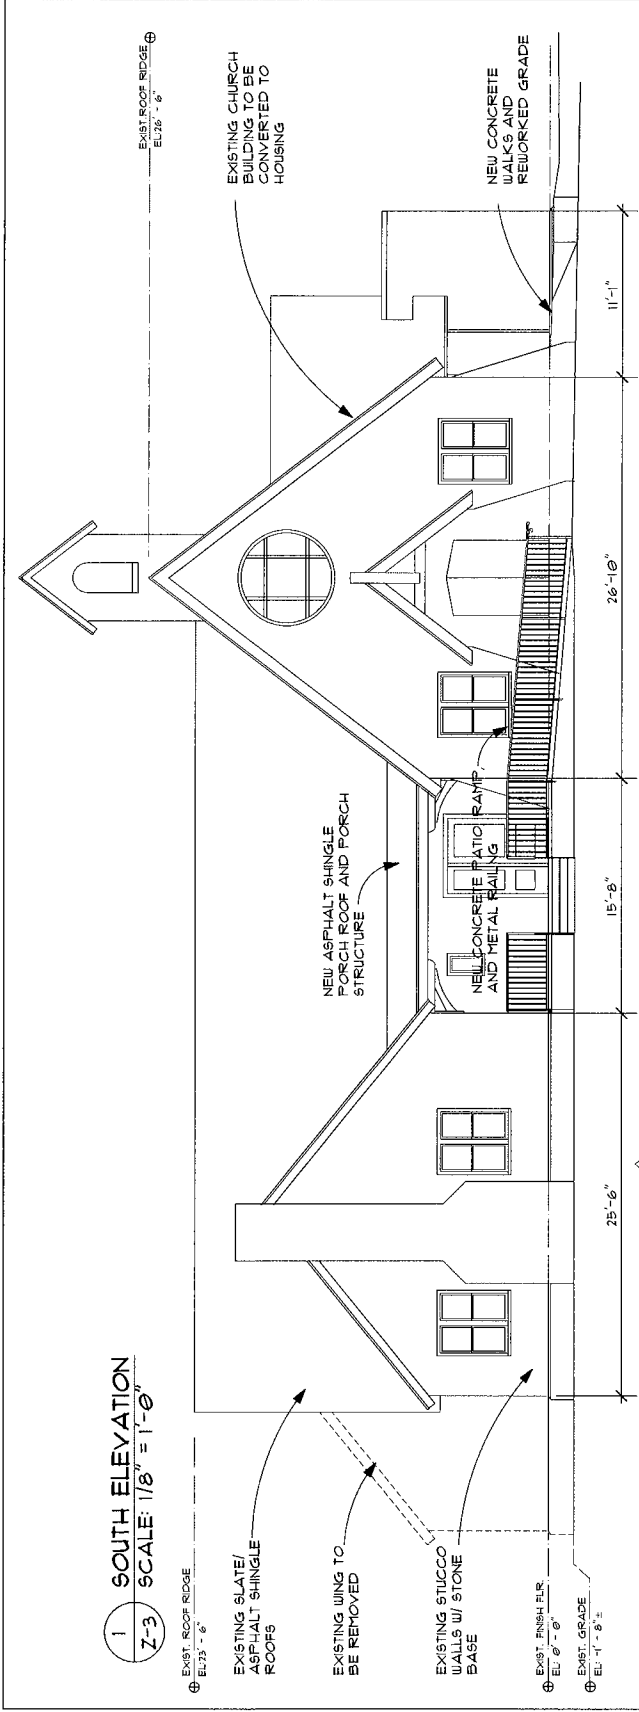 1
Z-3
SOUTH ELEVATION
SCALE: 1/8" = 1'-0"
EXIST. ROOF RIDGE
EL: 23' - 6"
EXISTING SLATE/
ASPHALT SHINGLE
ROOFS
EXISTING WING TO
BE REMOVED
EXISTING STUCCO
WALLS W/ STONE
BASE
EXIST. FINISH FLR.
EL: 0' - 0"
EXIST. GRADE
EL: -1' - 8" ±
NEW ASPHALT SHINGLE
PORCH ROOF AND PORCH
STRUCTURE
NEW CONCRETE PATIO, RAMP,
AND METAL RAILING
EXIST. ROOF RIDGE
EL: 26' - 6"
EXISTING CHURCH
BUILDING TO BE
CONVERTED TO
HOUSING
NEW CONCRETE
WALKS AND
REWORKED GRADE
25'-6"
15'-8"
26'-10"
11'-1"